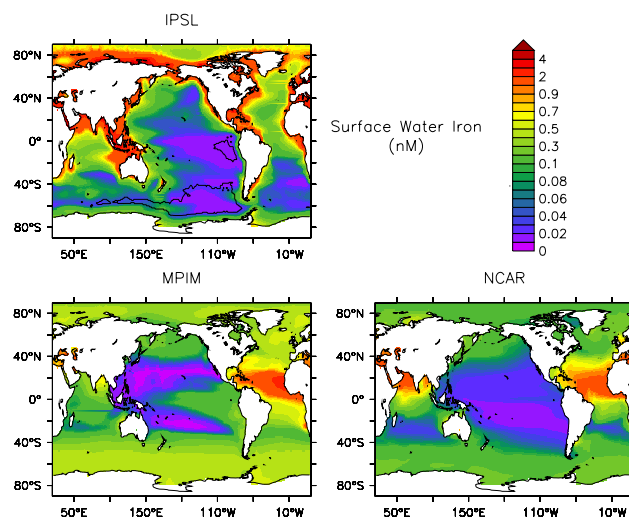 IPSL
80°N
40°N
0°
40°S
80°S
50°E 150°E 110°W 10°W
Surface Water Iron
(nM)
4
2
0.9
0.7
0.5
0.3
0.1
0.08
0.06
0.04
0.02
0
MPIM
80°N
40°N
0°
40°S
80°S
50°E 150°E 110°W 10°W
NCAR
80°N
40°N
0°
40°S
80°S
50°E 150°E 110°W 10°W